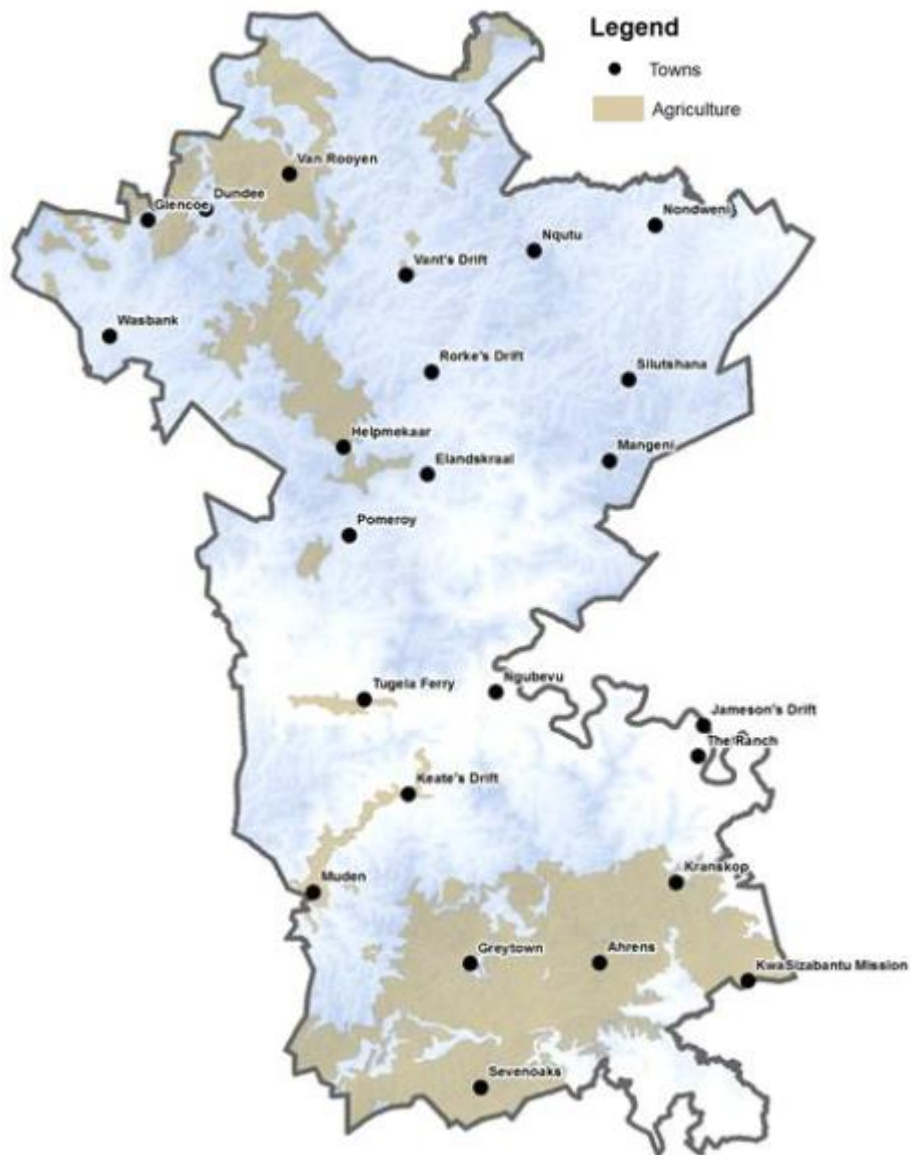 Legend
Towns
Agriculture
Van Rooyen
Dundee
Glencoe
Nondweni
Nqutu
Vant's Drift
Wasbank
Rorke's Drift
Silutshana
Helpmekaar
Mangeni
Elandskraal
Pomeroy
Tugela Ferry
Ngubevu
Jameson's Drift
The Ranch
Keate's Drift
Kranskop
Muden
Greytown
Ahrens
KwaSizabantu Mission
Sevenoaks